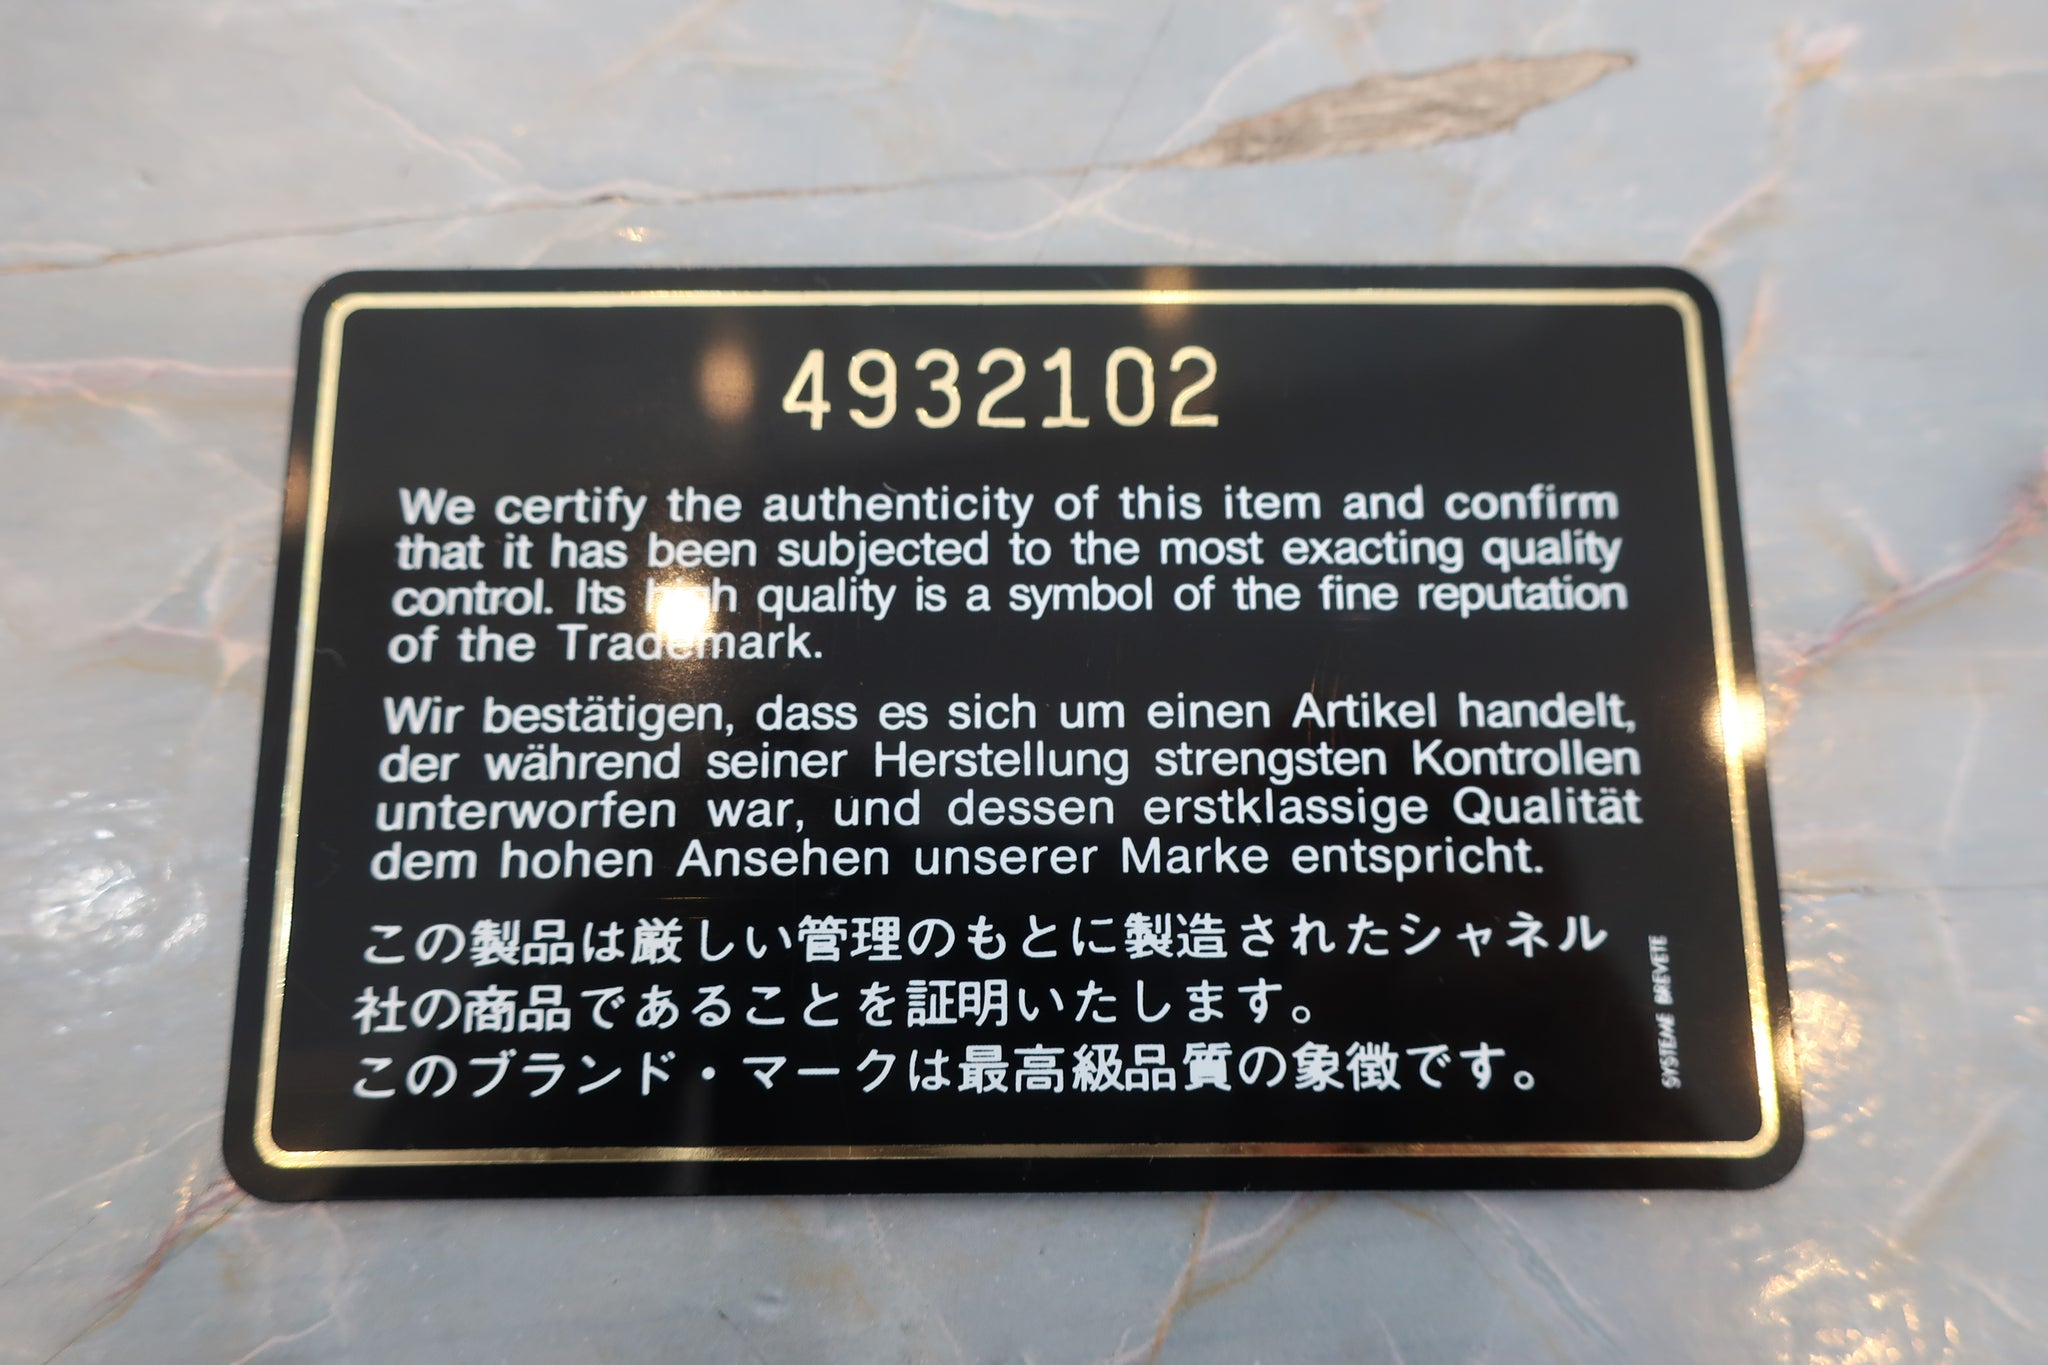 4932102
We certify the authenticity of this item and confirm
that it has been subjected to the most exacting quality
control. Its high quality is a symbol of the fine reputation
of the Trademark.
Wir bestätigen, dass es sich um einen Artikel handelt,
der während seiner Herstellung strengsten Kontrollen
unterworfen war, und dessen erstklassige Qualität
dem hohen Ansehen unserer Marke entspricht.
この製品は厳しい管理のもとに製造されたシャネル
社の商品であることを証明いたします。
このブランド・マークは最高級品質の象徴です。
SYSTEME BREVETE